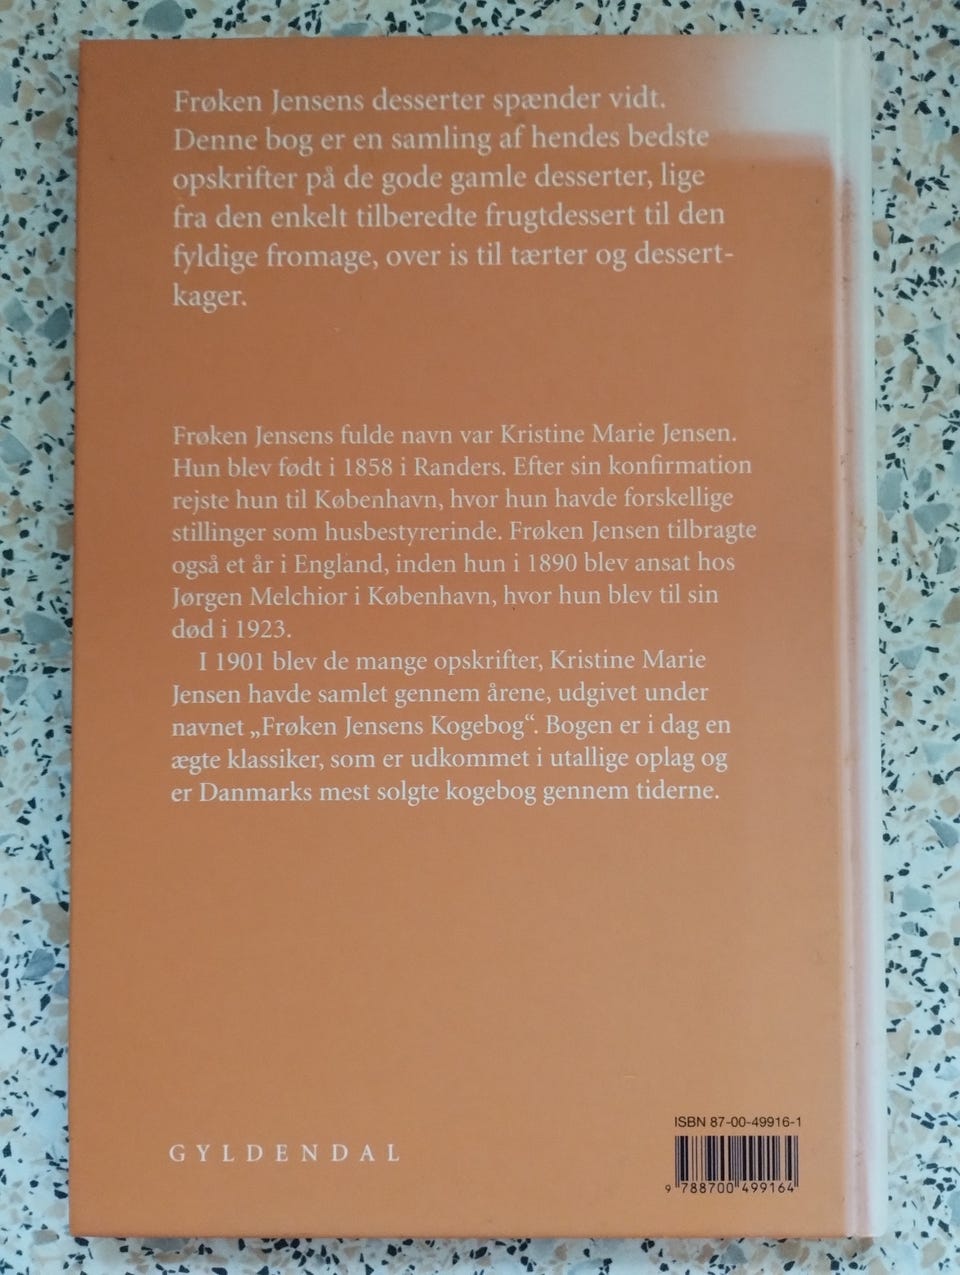 Frøken Jensens desserter spænder vidt.
Denne bog er en samling af hendes bedste
opskrifter på de gode gamle desserter, lige
fra den enkelt tilberedte frugtdessert til den
fyldige fromage, over is til tærter og dessert-
kager.
Frøken Jensens fulde navn var Kristine Marie Jensen.
Hun blev født i 1858 i Randers. Efter sin konfirmation
rejste hun til København, hvor hun havde forskellige
stillinger som husbestyrerinde. Frøken Jensen tilbragte
også et år i England, inden hun i 1890 blev ansat hos
Jørgen Melchior i København, hvor hun blev til sin
død i 1923.
I 1901 blev de mange opskrifter, Kristine Marie
Jensen havde samlet gennem årene, udgivet under
navnet „Frøken Jensens Kogebog“. Bogen er i dag en
ægte klassiker, som er udkommet i utallige oplag og
er Danmarks mest solgte kogebog gennem tiderne.
GYLDENDAL
ISBN 87-00-49916-1
9 788700 499164